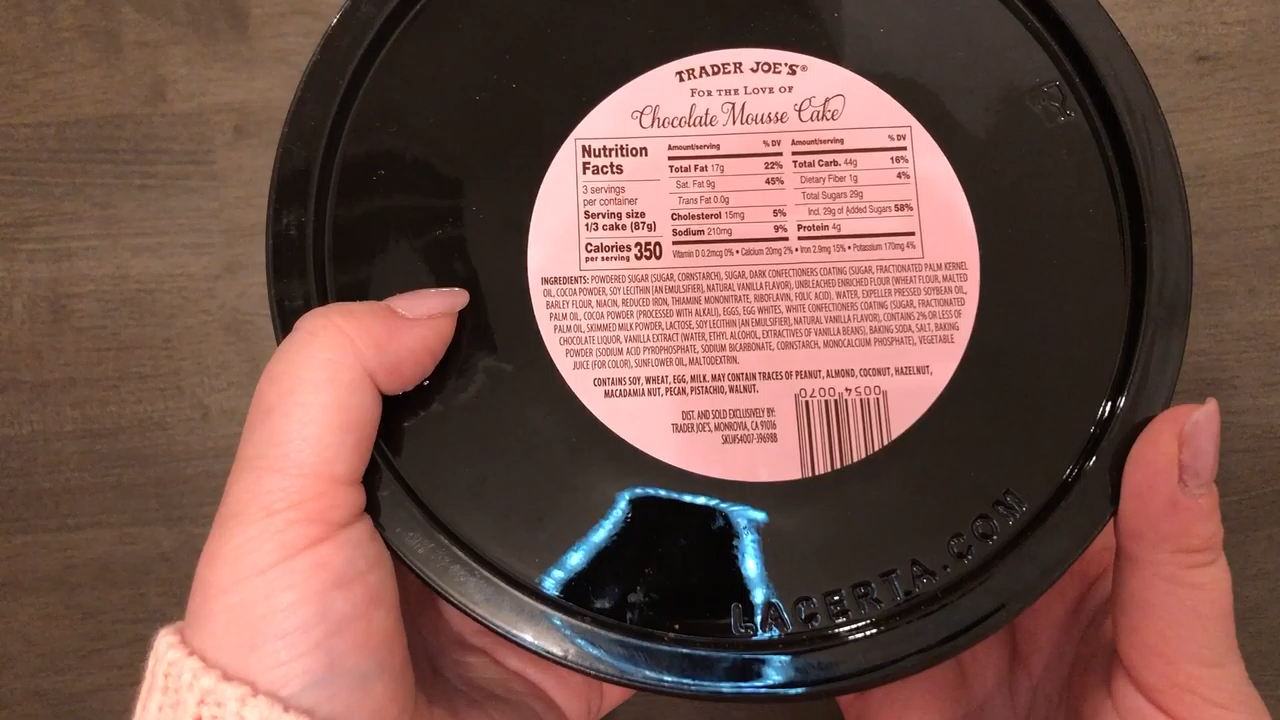 TRADER JOE'S®
FOR THE LOVE OF
Chocolate Mousse Cake
Nutrition
Facts
3 servings
per container
Serving size
1/3 cake (87g)
Calories 350
per serving
Amount/serving % DV
Total Fat 17g 22%
Sat. Fat 9g 45%
Trans Fat 0.0g
Cholesterol 15mg 5%
Sodium 210mg 9%
Amount/serving % DV
Total Carb. 44g 16%
Dietary Fiber 1g 4%
Total Sugars 29g
Incl. 29g of Added Sugars 58%
Protein 4g
Vitamin D 0.2mcg 0% • Calcium 20mg 2% • Iron 2.9mg 15% • Potassium 170mg 4%
INGREDIENTS: POWDERED SUGAR (SUGAR, CORNSTARCH), SUGAR, DARK CONFECTIONERS COATING (SUGAR, FRACTIONATED PALM KERNEL
OIL, COCOA POWDER, SOY LECITHIN [AN EMULSIFIER], NATURAL VANILLA FLAVOR), UNBLEACHED ENRICHED FLOUR (WHEAT FLOUR, MALTED
BARLEY FLOUR, NIACIN, REDUCED IRON, THIAMINE MONONITRATE, RIBOFLAVIN, FOLIC ACID), WATER, EXPELLER PRESSED SOYBEAN OIL,
PALM OIL, COCOA POWDER (PROCESSED WITH ALKALI), EGGS, EGG WHITES, WHITE CONFECTIONERS COATING (SUGAR, FRACTIONATED
PALM OIL, SKIMMED MILK POWDER, LACTOSE, SOY LECITHIN [AN EMULSIFIER], NATURAL VANILLA FLAVOR), CONTAINS 2% OR LESS OF
CHOCOLATE LIQUOR, VANILLA EXTRACT (WATER, ETHYL ALCOHOL, EXTRACTIVES OF VANILLA BEANS), BAKING SODA, SALT, BAKING
POWDER (SODIUM ACID PYROPHOSPHATE, SODIUM BICARBONATE, CORNSTARCH, MONOCALCIUM PHOSPHATE), VEGETABLE
JUICE (FOR COLOR), SUNFLOWER OIL, MALTODEXTRIN.
CONTAINS SOY, WHEAT, EGG, MILK. MAY CONTAIN TRACES OF PEANUT, ALMOND, COCONUT, HAZELNUT,
MACADAMIA NUT, PECAN, PISTACHIO, WALNUT.
DIST. AND SOLD EXCLUSIVELY BY:
TRADER JOE'S, MONROVIA, CA 91016
SKU#54007-396988
0054 0070
LACERTA.COM